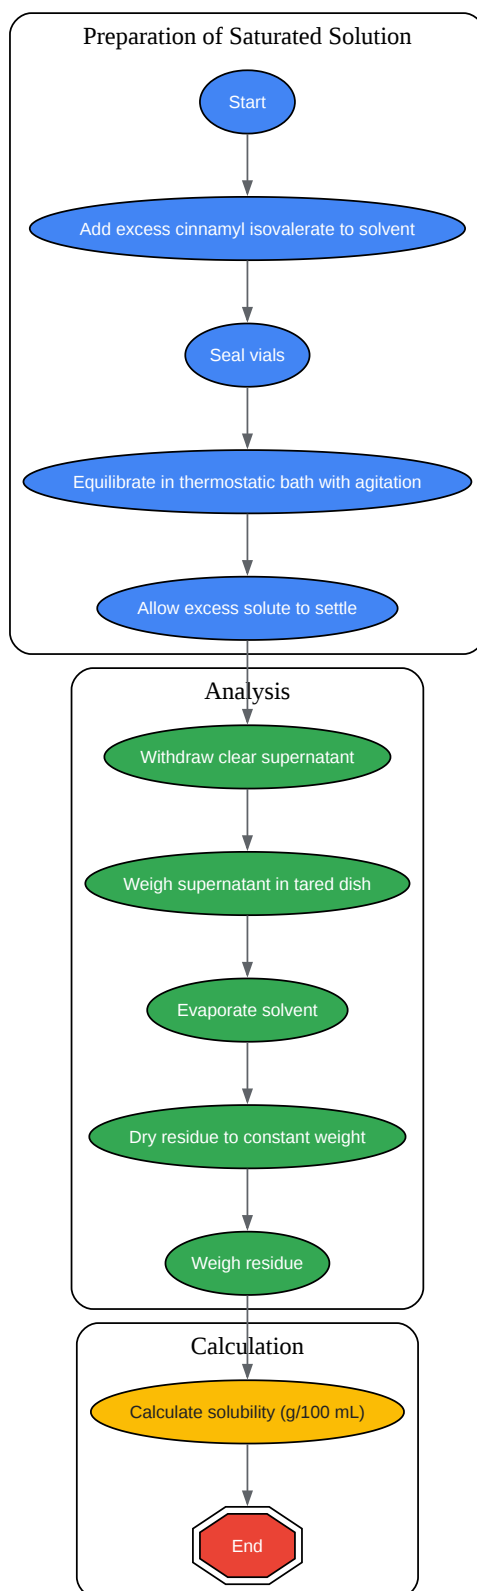 Preparation of Saturated Solution
Start
Add excess cinnamyl isovalerate to solvent
Seal vials
Equilibrate in thermostatic bath with agitation
Allow excess solute to settle
Analysis
Withdraw clear supernatant
Weigh supernatant in tared dish
Evaporate solvent
Dry residue to constant weight
Weigh residue
Calculation
Calculate solubility (g/100 mL)
End